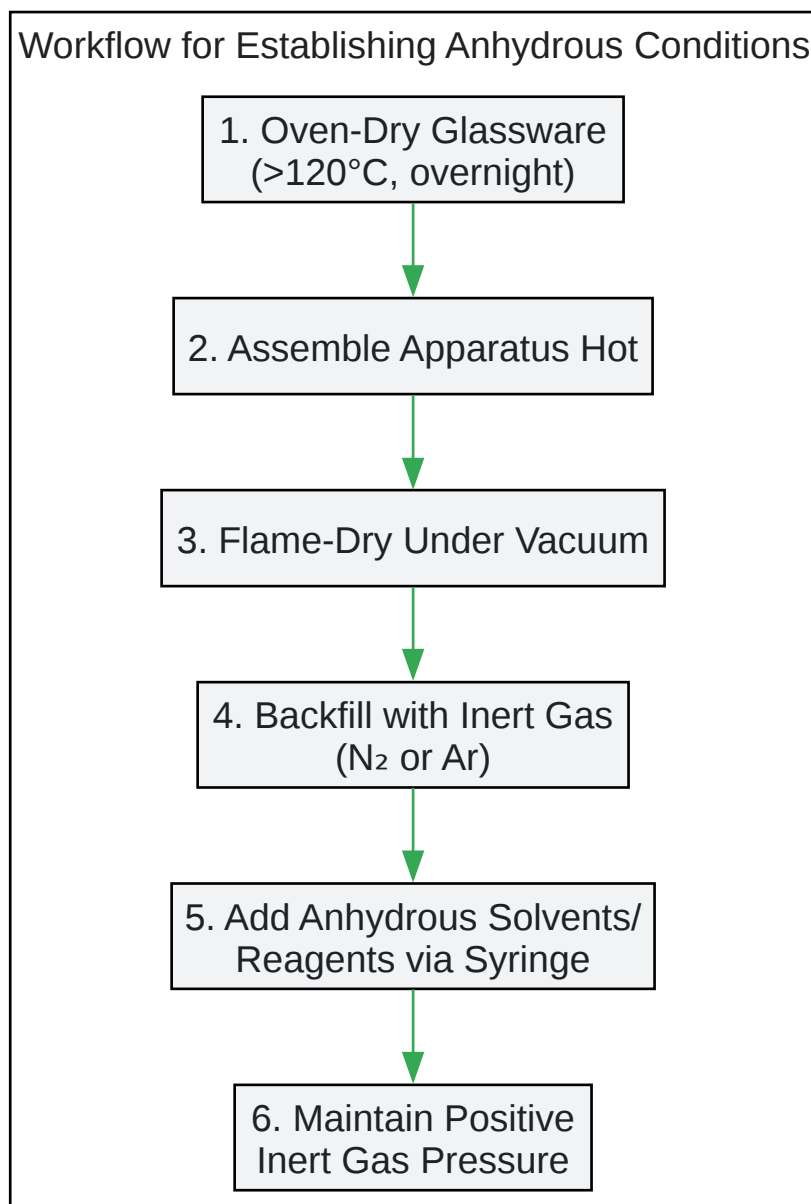 Workflow for Establishing Anhydrous Conditions
1. Oven-Dry Glassware
(>120°C, overnight)
2. Assemble Apparatus Hot
3. Flame-Dry Under Vacuum
4. Backfill with Inert Gas
(N₂ or Ar)
5. Add Anhydrous Solvents/
Reagents via Syringe
6. Maintain Positive
Inert Gas Pressure